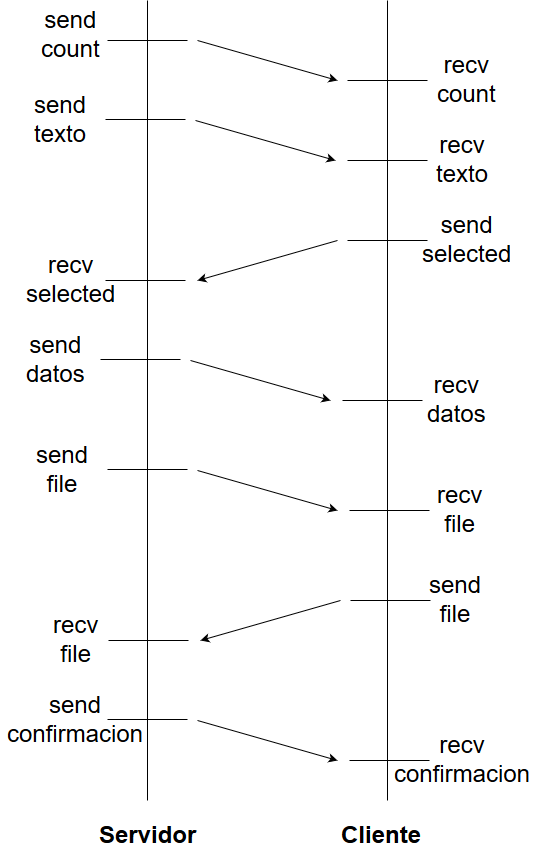 send
count
recv
count
send
texto
recv
texto
send
selected
recv
selected
send
datos
recv
datos
send
file
recv
file
send
file
recv
file
send
confirmacion
recv
confirmacion
Servidor
Cliente